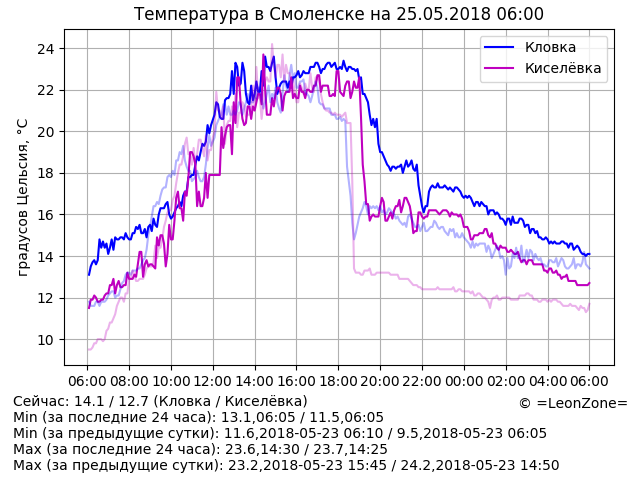 Температура в Смоленске на 25.05.2018 06:00
градусов Цельсия, °C
24
22
20
18
16
14
12
10
Кловка
Киселёвка
06:00 08:00 10:00 12:00 14:00 16:00 18:00 20:00 22:00 00:00 02:00 04:00 06:00
Сейчас: 14.1 / 12.7 (Кловка / Киселёвка)
© =LeonZone=
Min (за последние 24 часа): 13.1,06:05 / 11.5,06:05
Min (за предыдущие сутки): 11.6,2018-05-23 06:10 / 9.5,2018-05-23 06:05
Max (за последние 24 часа): 23.6,14:30 / 23.7,14:25
Max (за предыдущие сутки): 23.2,2018-05-23 15:45 / 24.2,2018-05-23 14:50